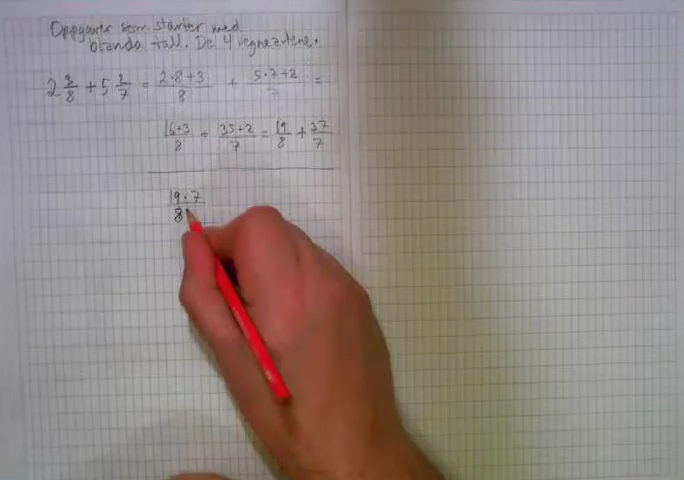 Oppgaver som starter med
blanda tall. De 4 regneartene.
2 3/8 + 5 2/7 = (2·8+3)/8 + (5·7+2)/7 =
(16+3)/8 + (35+2)/7 = 19/8 + 37/7
19·7
8